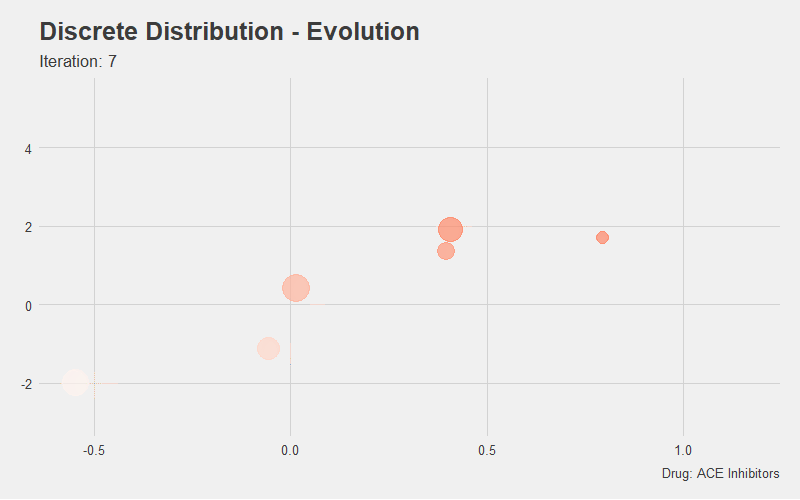 Discrete Distribution - Evolution
Iteration: 7
4
2
0
-2
-0.5 0.0 0.5 1.0
Drug: ACE Inhibitors